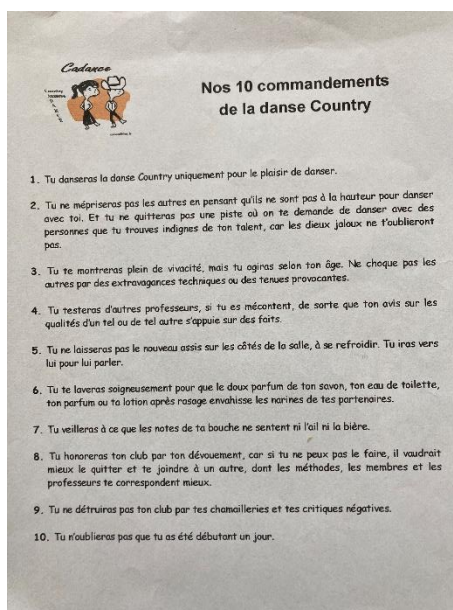 Cadance
Nos 10 commandements
de la danse Country
1. Tu danseras la danse Country uniquement pour le plaisir de danser.
2. Tu ne mépriseras pas les autres en pensant qu'ils ne sont pas à la hauteur pour danser
avec toi. Et tu ne quitteras pas une piste où on te demande de danser avec des
personnes que tu trouves indignes de ton talent, car les dieux jaloux ne t'oublieront
pas.
3. Tu te montreras plein de vivacité, mais tu agiras selon ton âge. Ne choque pas les
autres par des extravagances techniques ou des tenues provocantes.
4. Tu testeras d'autres professeurs, si tu es mécontent, de sorte que ton avis sur les
qualités d'un tel ou de tel autre s'appuie sur des faits.
5. Tu ne laisseras pas le nouveau assis sur les côtés de la salle, à se refroidir. Tu iras vers
lui pour lui parler.
6. Tu te laveras soigneusement pour que le doux parfum de ton savon, ton eau de toilette,
ton parfum ou ta lotion après rasage envahisse les narines de tes partenaires.
7. Tu veilleras à ce que les notes de ta bouche ne sentent ni l'ail ni la bière.
8. Tu honoreras ton club par ton dévouement, car si tu ne peux pas le faire, il vaudrait
mieux le quitter et te joindre à un autre, dont les méthodes, les membres et les
professeurs te correspondent mieux.
9. Tu ne détruiras pas ton club par tes chamailleries et tes critiques négatives.
10. Tu n'oublieras pas que tu as été débutant un jour.